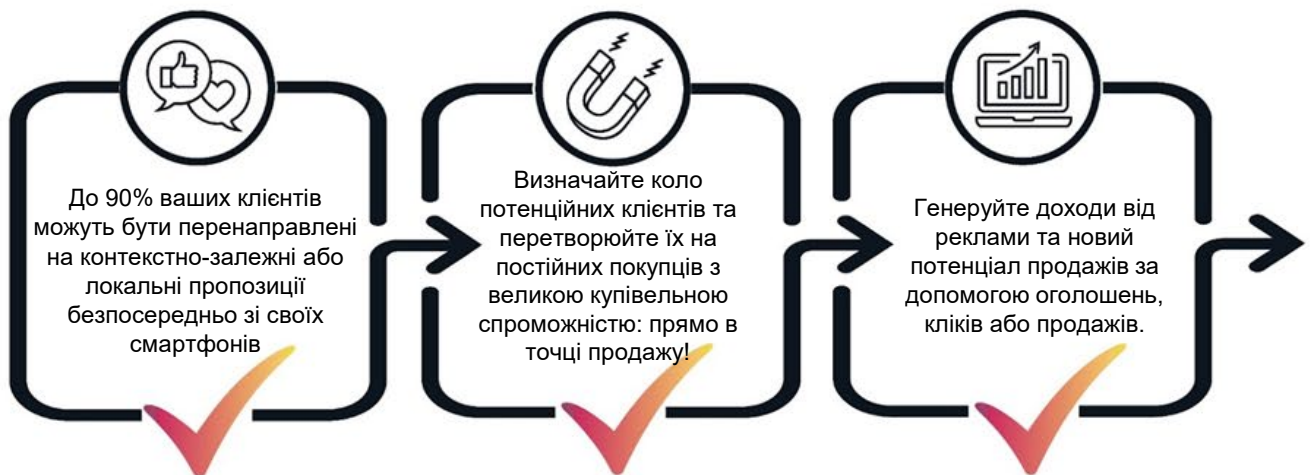 До 90% ваших клієнтів
можуть бути перенаправлені
на контекстно-залежні або
локальні пропозиції
безпосередньо зі своїх
смартфонів
Визначайте коло
потенційних клієнтів та
перетворюйте їх на
постійних покупців з
великою купівельною
спроможністю: прямо в
точці продажу!
Генеруйте доходи від
реклами та новий
потенціал продажів за
допомогою оголошень,
кліків або продажів.